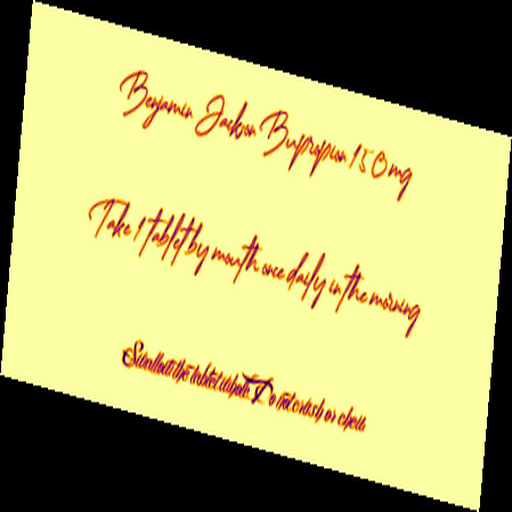 Benjamin Jackson Bupropion 150mg
Take 1 tablet by mouth once daily in the morning
Swallow the tablet whole. Do not crush or chew